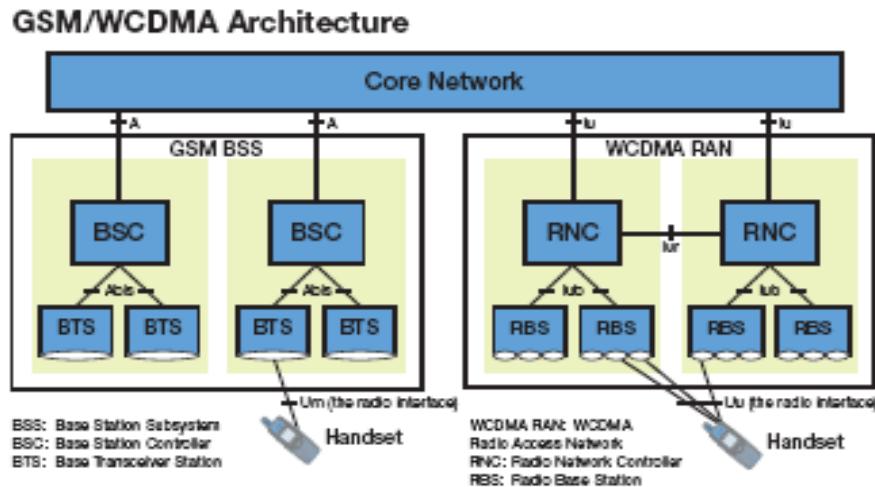 GSM/WCDMA Architecture
Core Network
A
A
Iu
Iu
GSM BSS
WCDMA RAN
BSC
BSC
RNC
RNC
Iur
Abis
Abis
Iub
Iub
BTS
BTS
BTS
BTS
RBS
RBS
RBS
RBS
Um (the radio interface)
Uu (the radio interface)
BSS: Base Station Subsystem
BSC: Base Station Controller
BTS: Base Transceiver Station
Handset
WCDMA RAN: WCDMA
Radio Access Network
RNC: Radio Network Controller
RBS: Radio Base Station
Handset